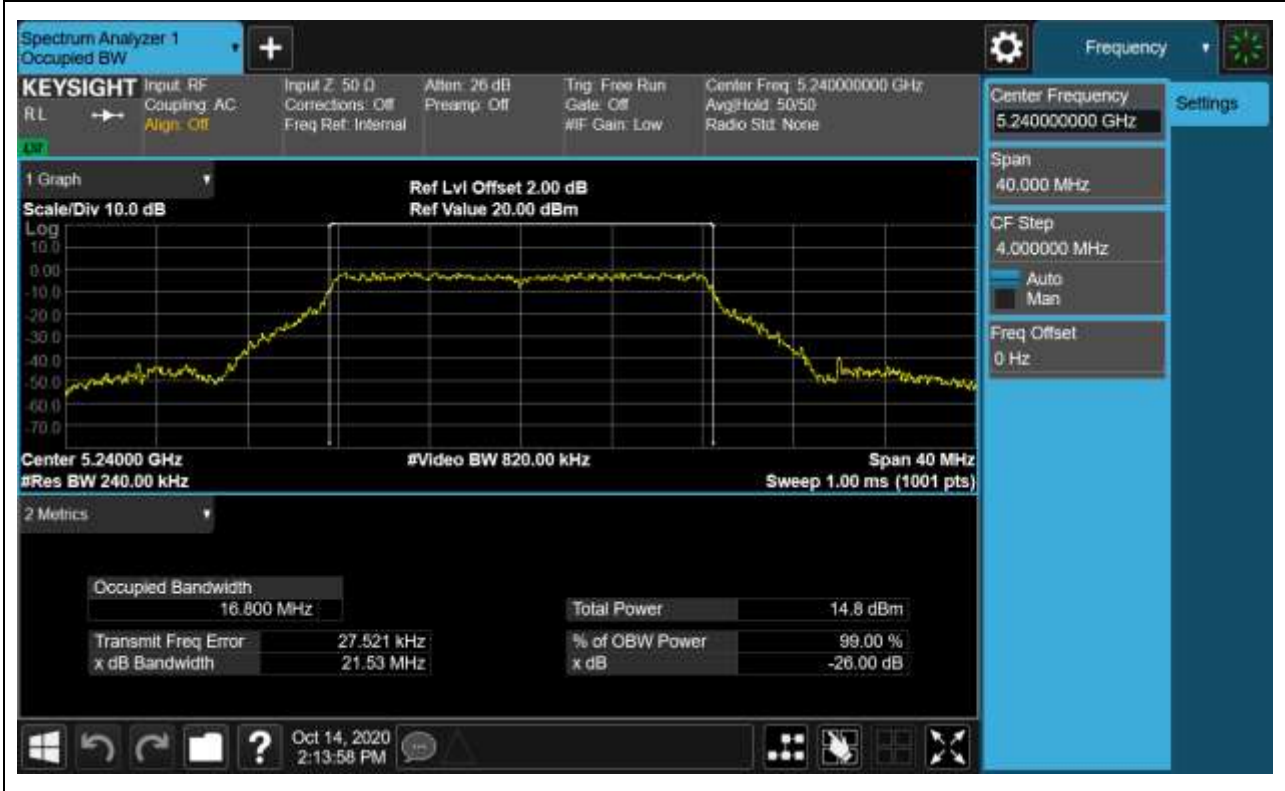 Spectrum Analyzer 1
Occupied BW
Frequency
KEYSIGHT
RL
Input: RF
Coupling: AC
Align: Off
Input Z: 50 Ω
Corrections: Off
Freq Ref: Internal
Atten: 26 dB
Preamp: Off
Trig: Free Run
Gate: Off
#IF Gain: Low
Center Freq: 5.240000000 GHz
Avg|Hold: 50/50
Radio Std: None
Center Frequency
5.240000000 GHz
Settings
Span
40.000 MHz
CF Step
4.000000 MHz
Auto
Man
Freq Offset
0 Hz
1 Graph
Scale/Div 10.0 dB
Ref Lvl Offset 2.00 dB
Ref Value 20.00 dBm
Log
10.0
0.00
-10.0
-20.0
-30.0
-40.0
-50.0
-60.0
-70.0
Center 5.24000 GHz
#Video BW 820.00 kHz
Span 40 MHz
#Res BW 240.00 kHz
Sweep 1.00 ms (1001 pts)
2 Metrics
Occupied Bandwidth
16.800 MHz
Total Power 14.8 dBm
Transmit Freq Error 27.521 kHz
% of OBW Power 99.00 %
x dB Bandwidth 21.53 MHz
x dB -26.00 dB
?
Oct 14, 2020
2:13:58 PM